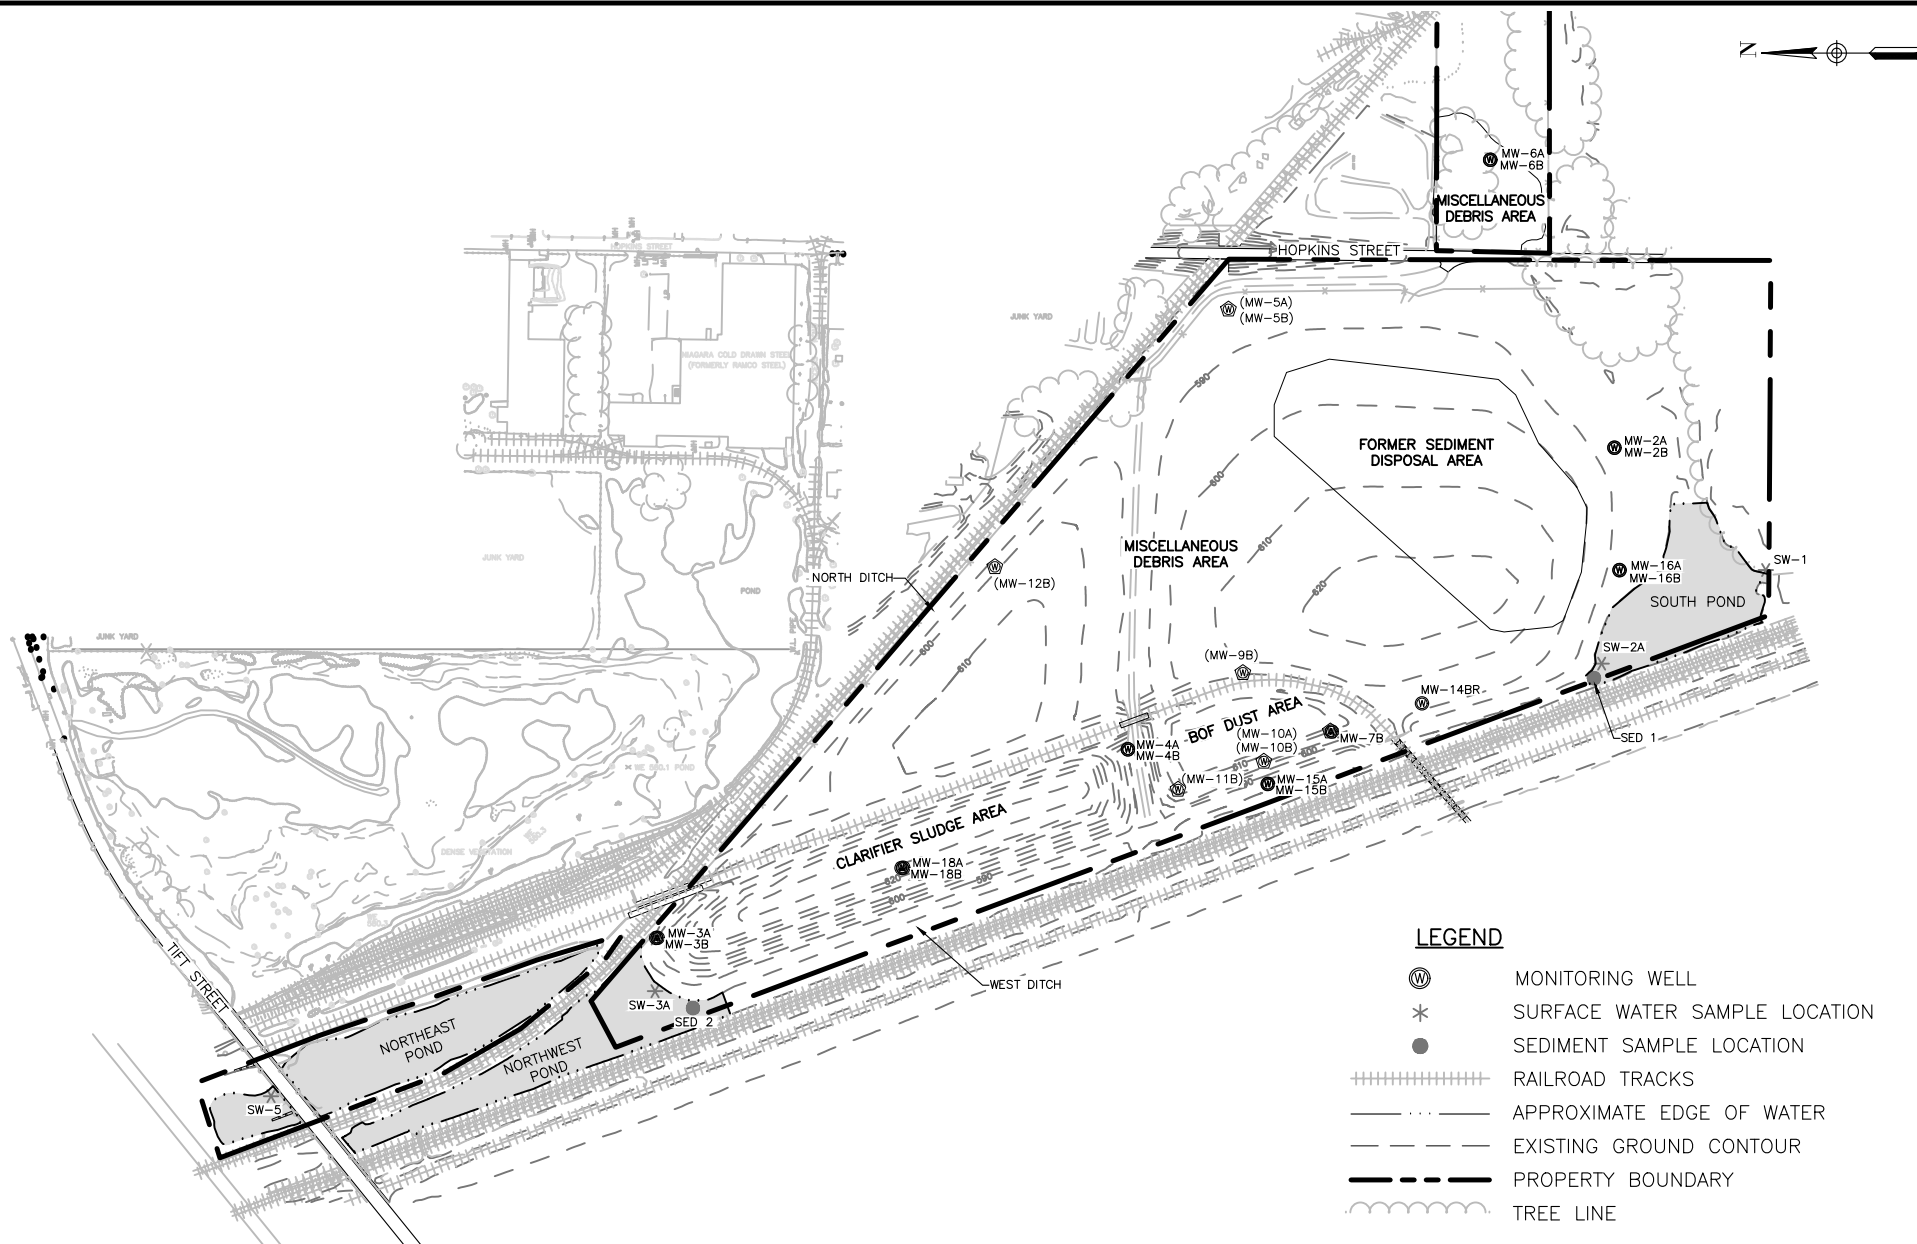 N
MW-6A
MW-6B
MISCELLANEOUS
DEBRIS AREA
HOPKINS STREET
HOPKINS STREET
(MW-5A)
(MW-5B)
JUNK YARD
NIAGARA COLD DRAWN STEEL
(FORMERLY RAMCO STEEL)
590
FORMER SEDIMENT
DISPOSAL AREA
MW-2A
MW-2B
600
610
620
MISCELLANEOUS
DEBRIS AREA
JUNK YARD
POND
NORTH DITCH
(MW-12B)
MW-16A
MW-16B
SW-1
SOUTH POND
JUNK YARD
600
610
SW-2A
(MW-9B)
MW-14BR
BOF DUST AREA
(MW-10A)
(MW-10B)
MW-7B
SED 1
MW-4A
MW-4B
600
610
(MW-11B)
MW-15A
MW-15B
CLARIFIER SLUDGE AREA
DENSE VEGETATION
MW-18A
MW-18B
620
590
600
MW-3A
MW-3B
TIFT STREET
WEST DITCH
SW-3A
SED 2
NORTHEAST
POND
NORTHWEST
POND
SW-5
LEGEND
W MONITORING WELL
SURFACE WATER SAMPLE LOCATION
SEDIMENT SAMPLE LOCATION
RAILROAD TRACKS
APPROXIMATE EDGE OF WATER
EXISTING GROUND CONTOUR
PROPERTY BOUNDARY
TREE LINE